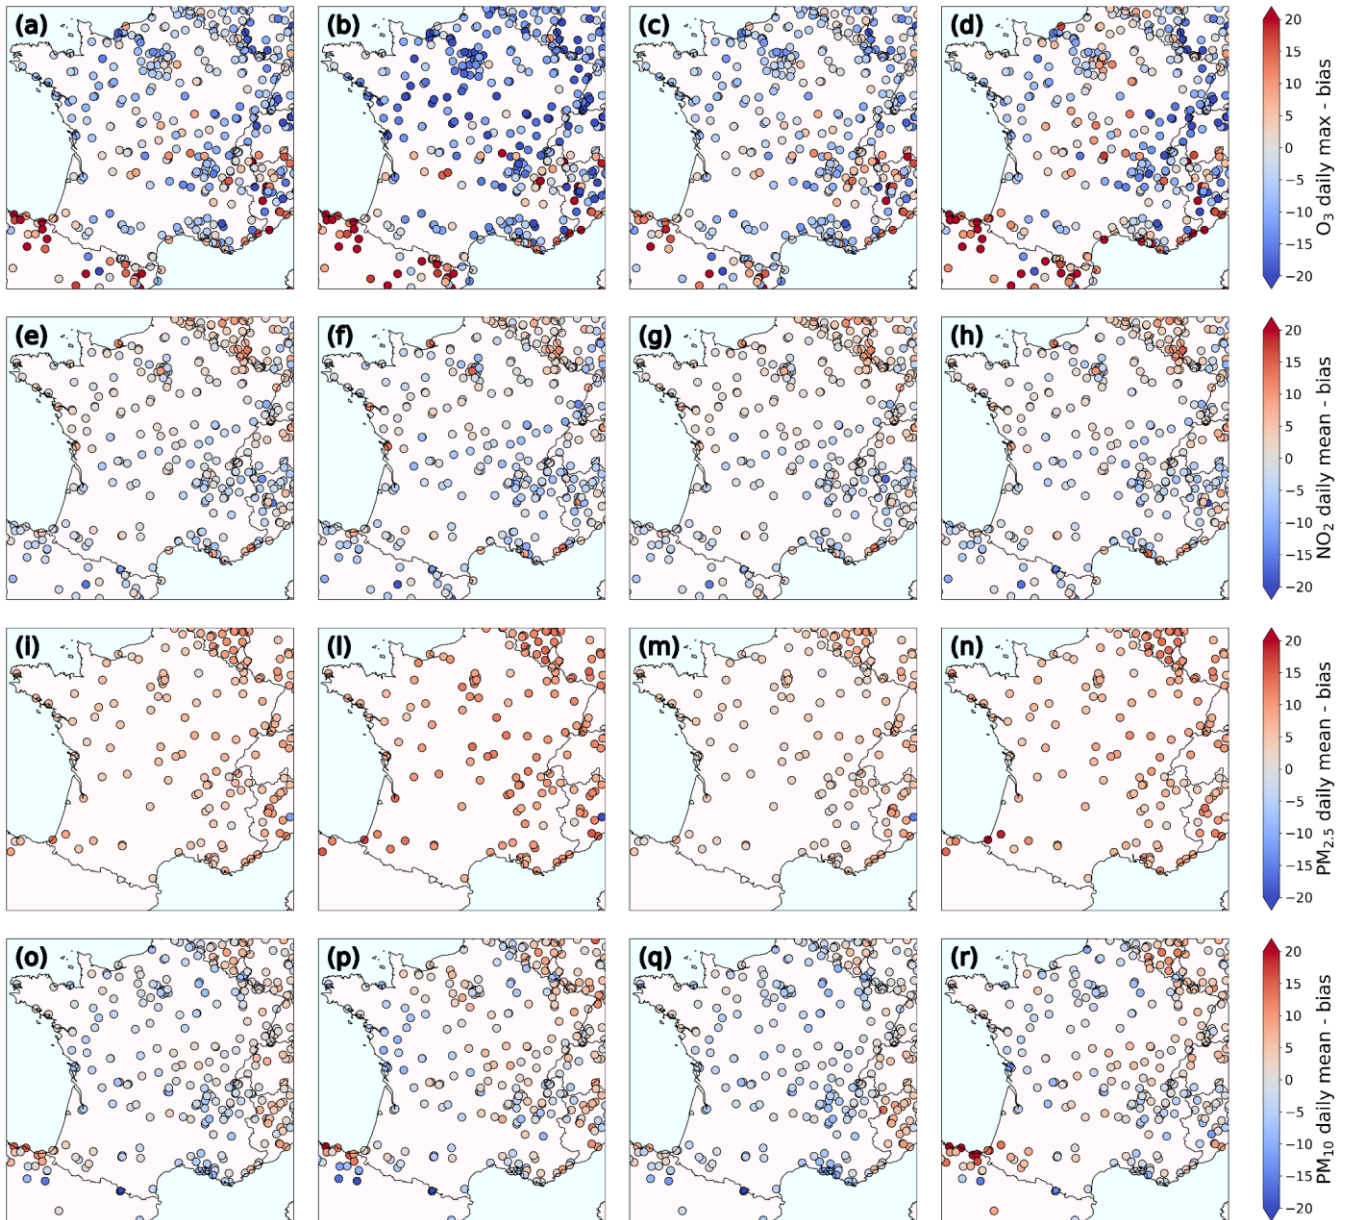 (a)
(b)
(c)
(d)
20
15
10
5
0
−5
−10
−15
−20
O₃ daily max - bias
(e)
(f)
(g)
(h)
20
15
10
5
0
−5
−10
−15
−20
NO₂ daily mean - bias
(i)
(l)
(m)
(n)
20
15
10
5
0
−5
−10
−15
−20
PM₂.₅ daily mean - bias
(o)
(p)
(q)
(r)
20
15
10
5
0
−5
−10
−15
−20
PM₁₀ daily mean - bias